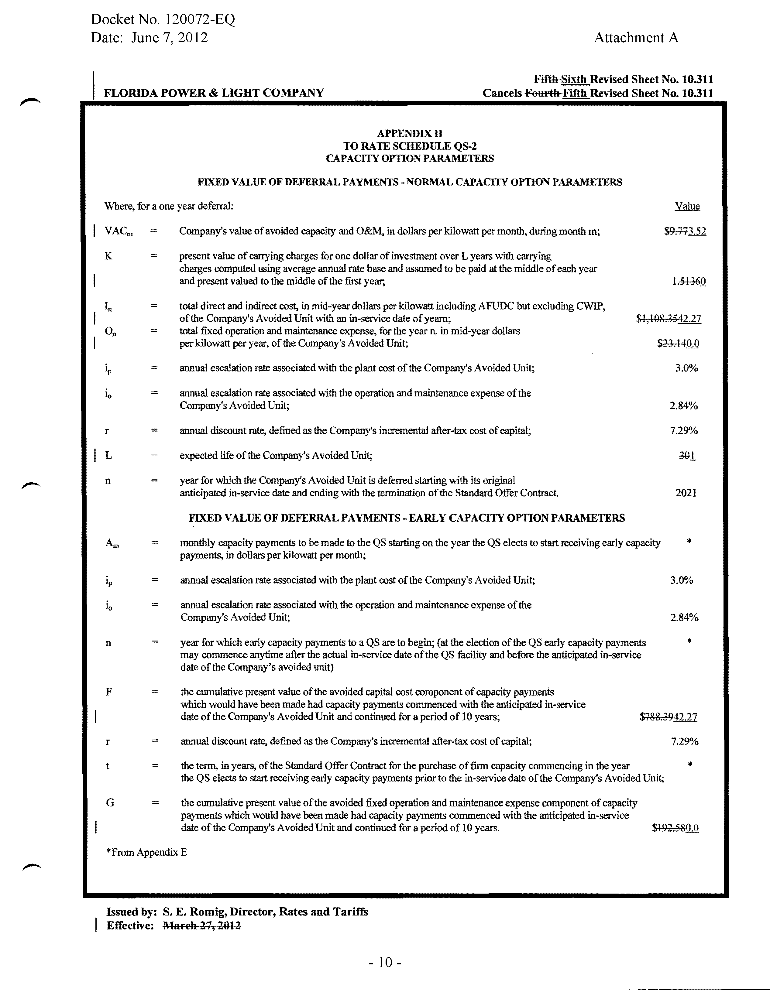 Docket No. 120072-EQ
Date: June 7, 2012
Attachment A
Fifth Sixth Revised Sheet No. 10.311
FLORIDA POWER & LIGHT COMPANY
Cancels Fourth Fifth Revised Sheet No. 10.311
APPENDIX II
TO RATE SCHEDULE QS-2
CAPACITY OPTION PARAMETERS
FIXED VALUE OF DEFERRAL PAYMENTS - NORMAL CAPACITY OPTION PARAMETERS
Where, for a one year deferral: Value
VACm = Company's value of avoided capacity and O&M, in dollars per kilowatt per month, during month m; $9.773.52
K = present value of carrying charges for one dollar of investment over L years with carrying
charges computed using average annual rate base and assumed to be paid at the middle of each year
and present valued to the middle of the first year; 1.51360
In = total direct and indirect cost, in mid-year dollars per kilowatt including AFUDC but excluding CWIP,
of the Company's Avoided Unit with an in-service date of yearn; $1,108.3542.27
On = total fixed operation and maintenance expense, for the year n, in mid-year dollars
per kilowatt per year, of the Company's Avoided Unit; $23.140.0
ip = annual escalation rate associated with the plant cost of the Company's Avoided Unit; 3.0%
io = annual escalation rate associated with the operation and maintenance expense of the
Company's Avoided Unit; 2.84%
r = annual discount rate, defined as the Company's incremental after-tax cost of capital; 7.29%
L = expected life of the Company's Avoided Unit; 301
n = year for which the Company's Avoided Unit is deferred starting with its original
anticipated in-service date and ending with the termination of the Standard Offer Contract. 2021
FIXED VALUE OF DEFERRAL PAYMENTS - EARLY CAPACITY OPTION PARAMETERS
Am = monthly capacity payments to be made to the QS starting on the year the QS elects to start receiving early capacity *
payments, in dollars per kilowatt per month;
ip = annual escalation rate associated with the plant cost of the Company's Avoided Unit; 3.0%
io = annual escalation rate associated with the operation and maintenance expense of the
Company's Avoided Unit; 2.84%
n = year for which early capacity payments to a QS are to begin; (at the election of the QS early capacity payments *
may commence anytime after the actual in-service date of the QS facility and before the anticipated in-service
date of the Company's avoided unit)
F = the cumulative present value of the avoided capital cost component of capacity payments
which would have been made had capacity payments commenced with the anticipated in-service
date of the Company's Avoided Unit and continued for a period of 10 years; $788.3942.27
r = annual discount rate, defined as the Company's incremental after-tax cost of capital; 7.29%
t = the term, in years, of the Standard Offer Contract for the purchase of firm capacity commencing in the year *
the QS elects to start receiving early capacity payments prior to the in-service date of the Company's Avoided Unit;
G = the cumulative present value of the avoided fixed operation and maintenance expense component of capacity
payments which would have been made had capacity payments commenced with the anticipated in-service
date of the Company's Avoided Unit and continued for a period of 10 years. $192.580.0
*From Appendix E
Issued by: S. E. Romig, Director, Rates and Tariffs
Effective: March 27, 2012
- 10 -